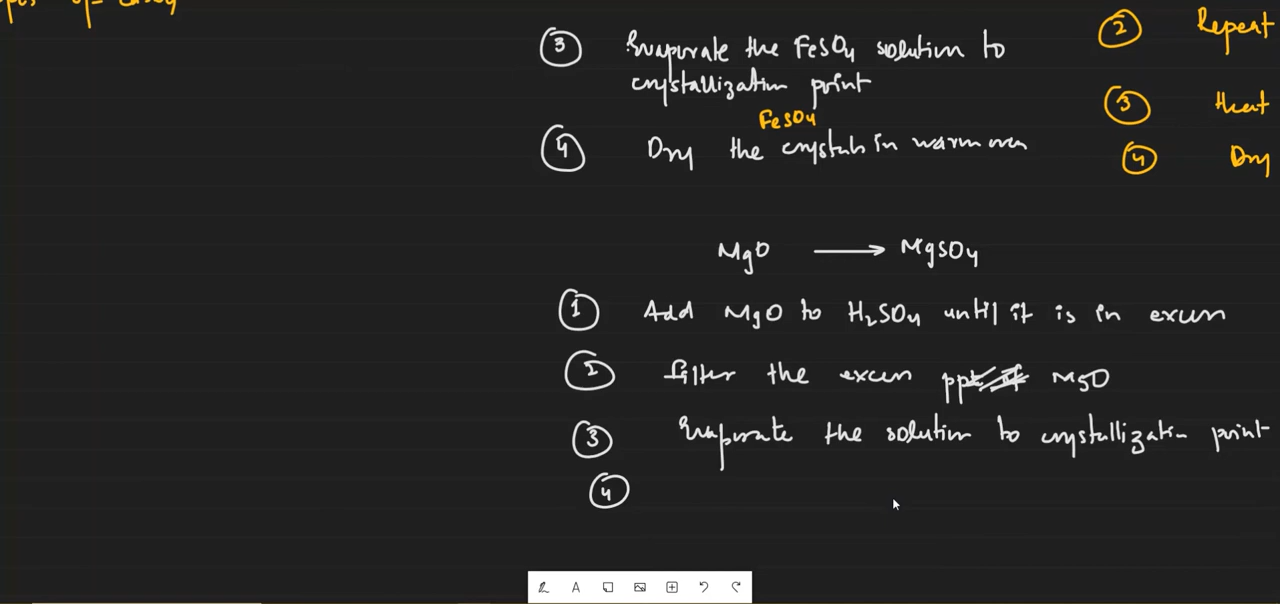 ③ Evaporate the FeSO4 solution to
crystallization point
FeSO4
④ Dry the crystals in warm oven
② Repeat
③ Heat
④ Dry
MgO → MgSO4
① Add MgO to H2SO4 until it is in excess
② filter the excess MgO
③ Evaporate the solution to crystallization point
④
A